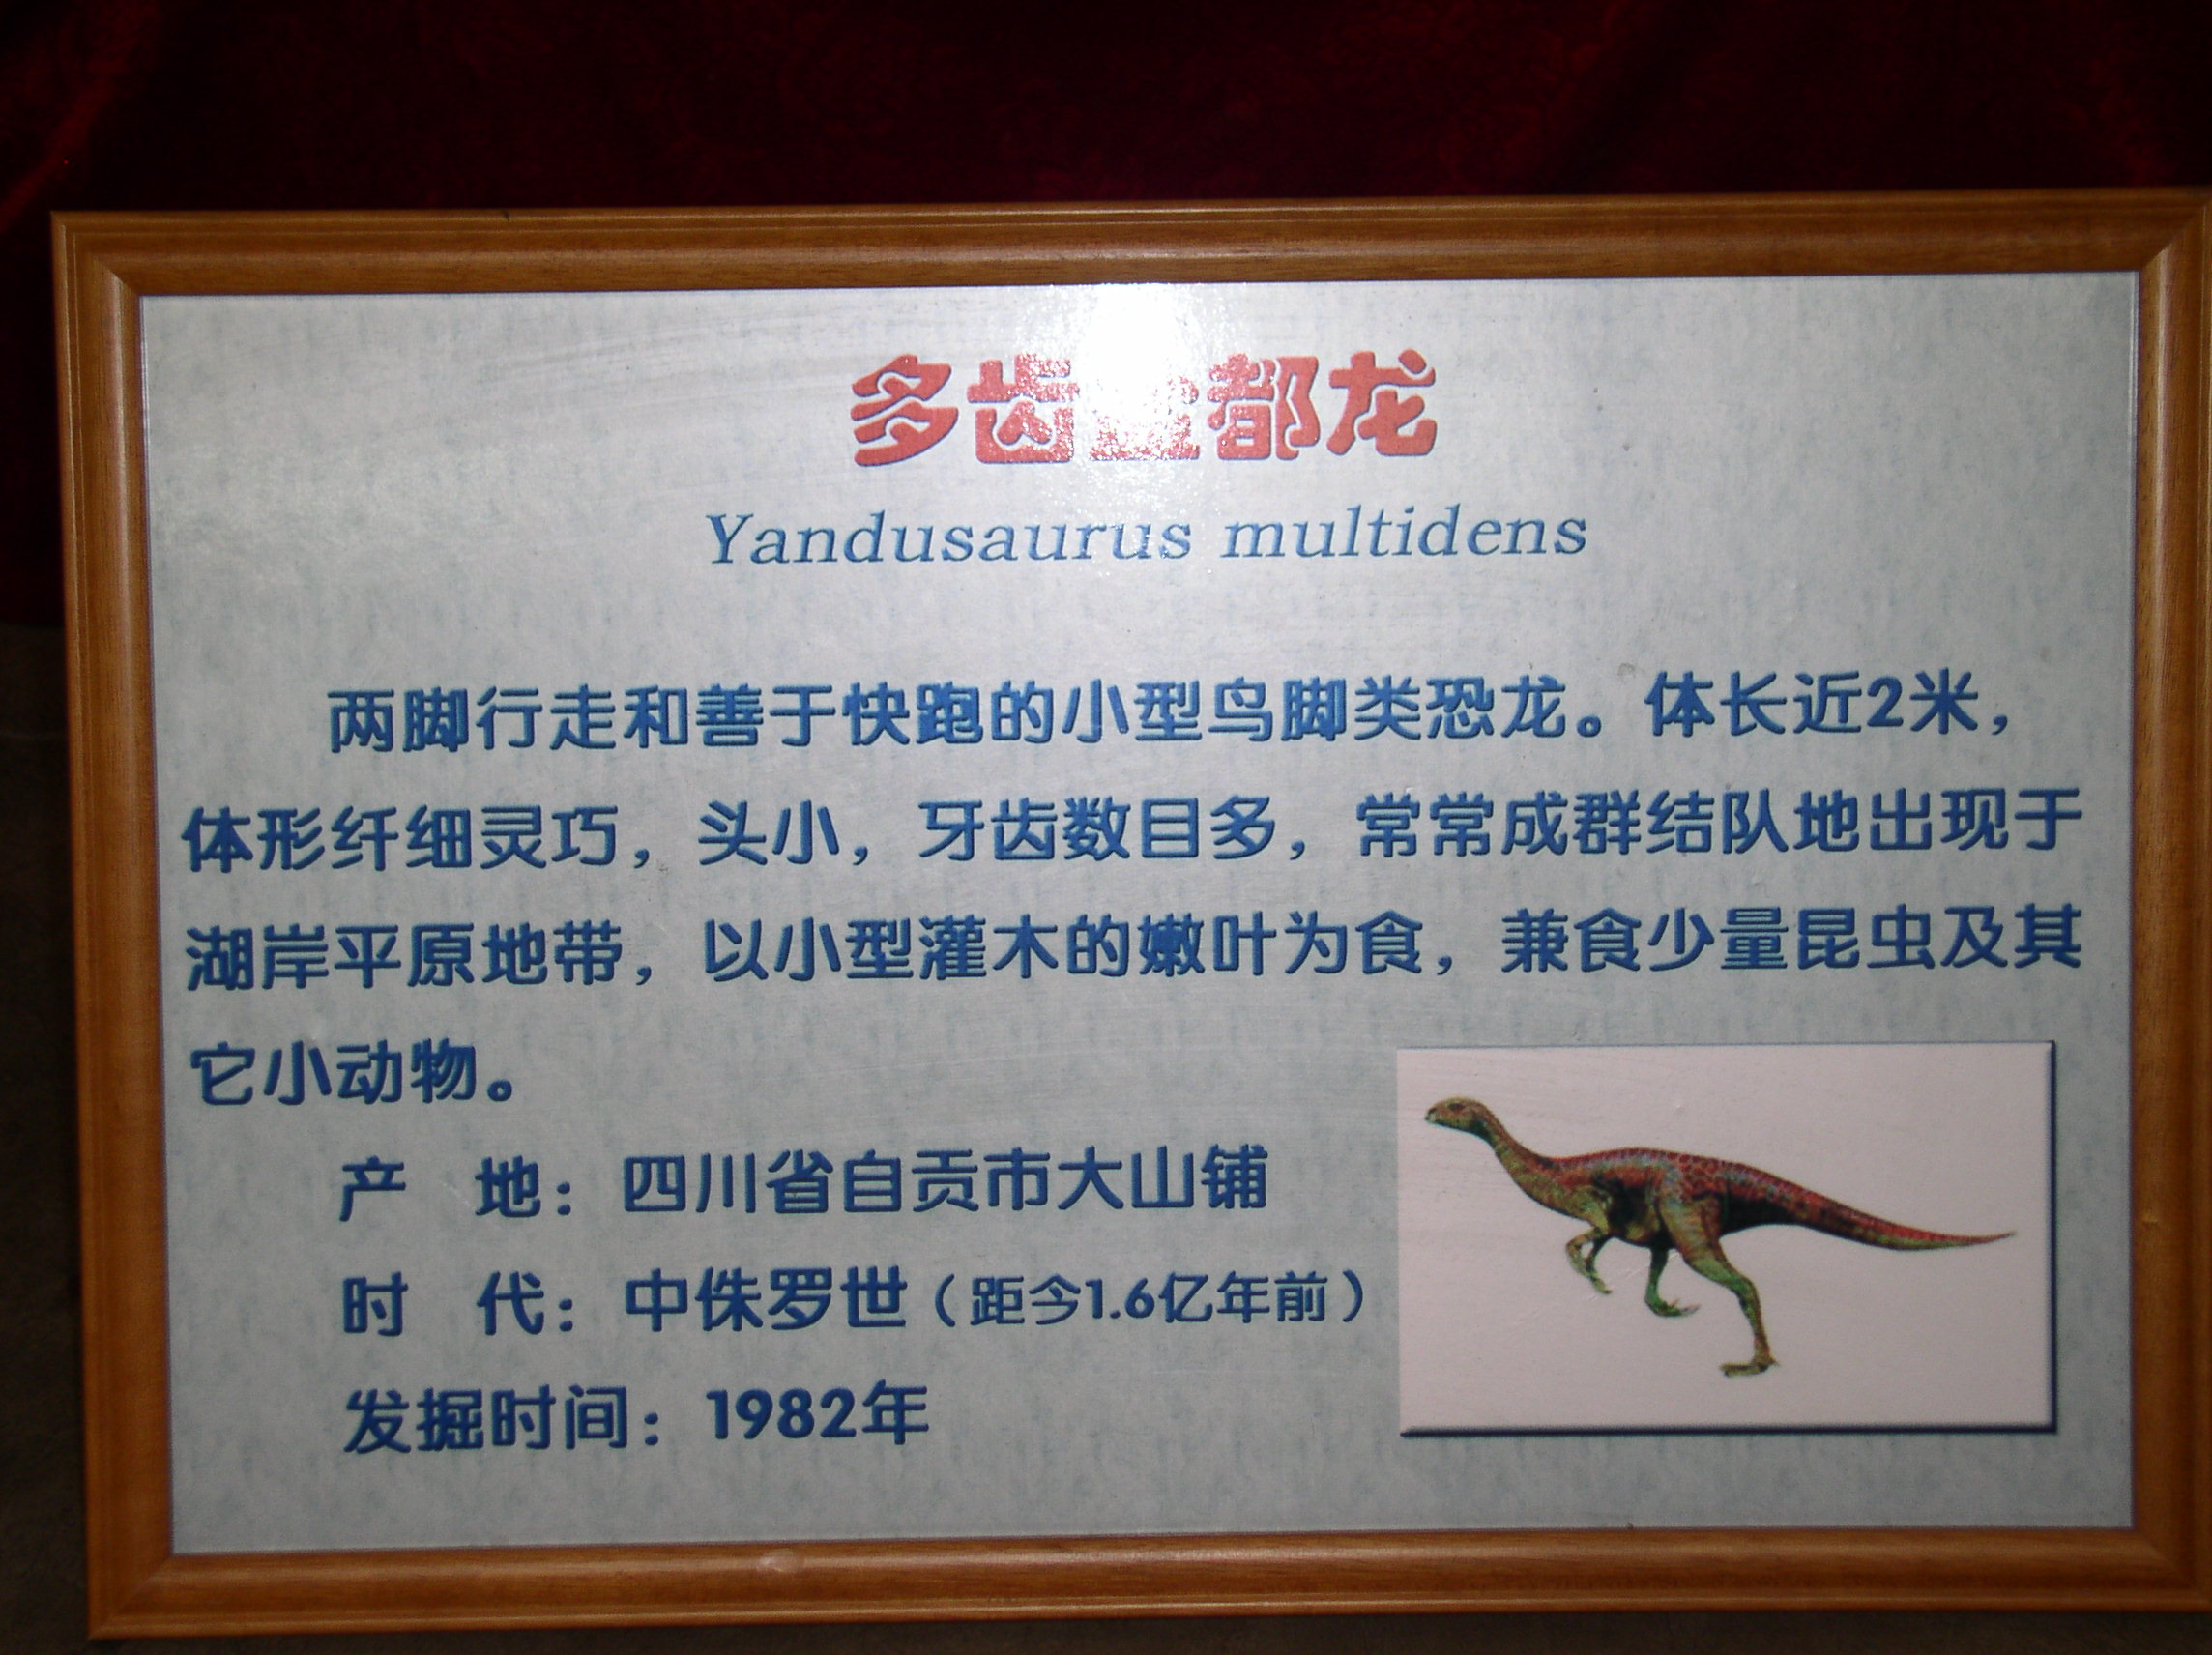 多齿盐都龙
Yandusaurus multidens
两脚行走和善于快跑的小型鸟脚类恐龙。体长近2米，
体形纤细灵巧，头小，牙齿数目多，常常成群结队地出现于
湖岸平原地带，以小型灌木的嫩叶为食，兼食少量昆虫及其
它小动物。
产 地：四川省自贡市大山铺
时 代：中侏罗世（距今1.6亿年前）
发掘时间：1982年